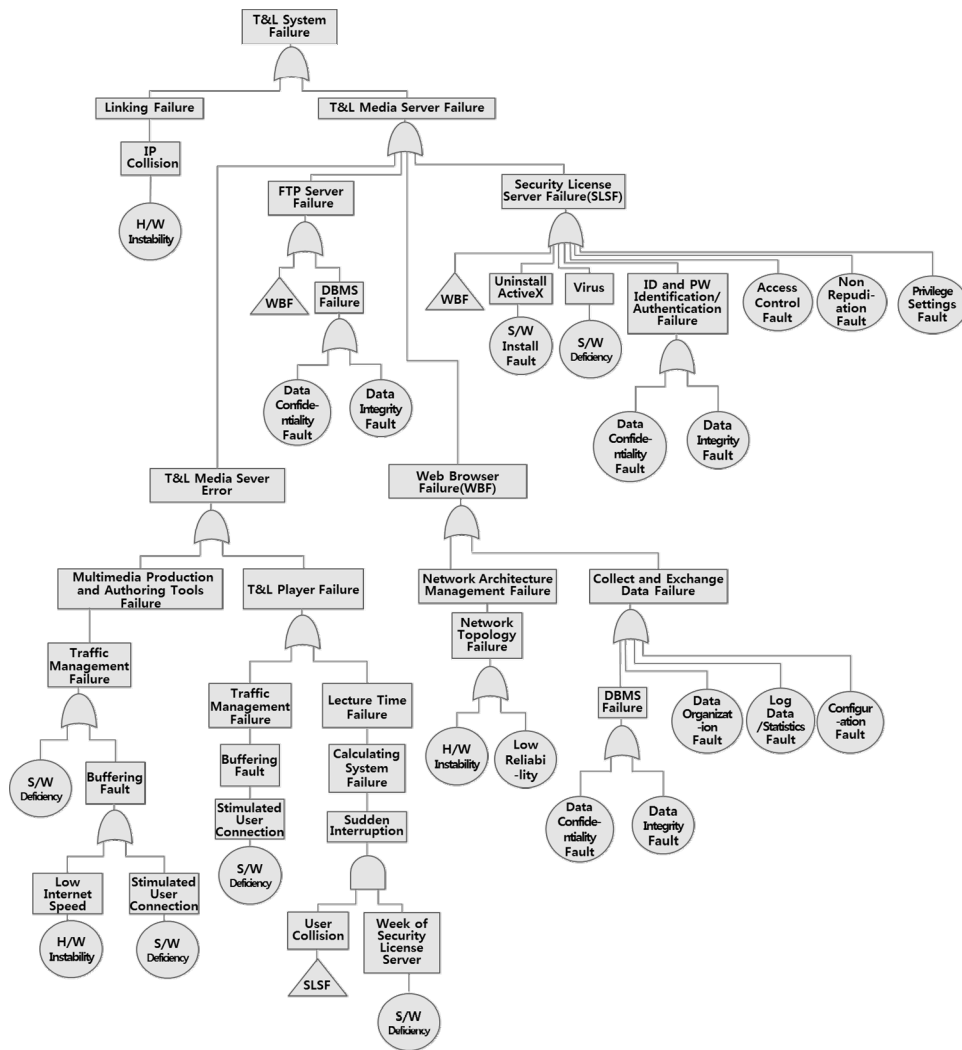 T&L System
Failure
Linking Failure
T&L Media Server Failure
IP
Collision
H/W
Instability
FTP Server
Failure
Security License
Server Failure(SLSF)
WBF
DBMS
Failure
Data
Confide-
ntiality
Fault
Data
Integrity
Fault
WBF
Uninstall
ActiveX
S/W
Install
Fault
Virus
S/W
Deficiency
ID and PW
Identification/
Authentication
Failure
Data
Confide-
ntiality
Fault
Data
Integrity
Fault
Access
Control
Fault
Non
Repudi-
ation
Fault
Privilege
Settings
Fault
T&L Media Sever
Error
Web Browser
Failure(WBF)
Multimedia Production
and Authoring Tools
Failure
T&L Player Failure
Network Architecture
Management Failure
Collect and Exchange
Data Failure
Traffic
Management
Failure
S/W
Deficiency
Buffering
Fault
Low
Internet
Speed
H/W
Instability
Stimulated
User
Connection
S/W
Deficiency
Traffic
Management
Failure
Buffering
Fault
Stimulated
User
Connection
S/W
Deficiency
Lecture Time
Failure
Calculating
System
Failure
Sudden
Interruption
User
Collision
SLSF
Week of
Security
License
Server
S/W
Deficiency
Network
Topology
Failure
H/W
Instability
Low
Reliabi
-lity
DBMS
Failure
Data
Confide-
ntiality
Fault
Data
Integrity
Fault
Data
Organizat
-ion
Fault
Log
Data
/Statistics
Fault
Configur
-ation
Fault